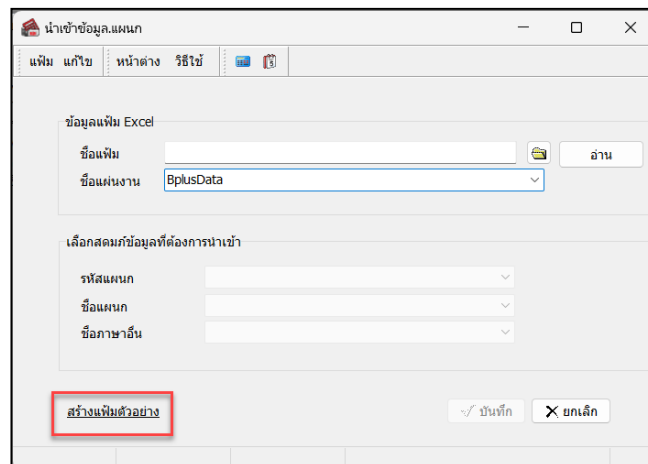 นำเข้าข้อมูล.แผนก
แฟ้ม แก้ไข หน้าต่าง วิธีใช้
ข้อมูลแฟ้ม Excel
ชื่อแฟ้ม อ่าน
ชื่อแผ่นงาน BplusData
เลือกสดมภ์ข้อมูลที่ต้องการนำเข้า
รหัสแผนก
ชื่อแผนก
ชื่อภาษาอื่น
สร้างแฟ้มตัวอย่าง บันทึก ยกเลิก